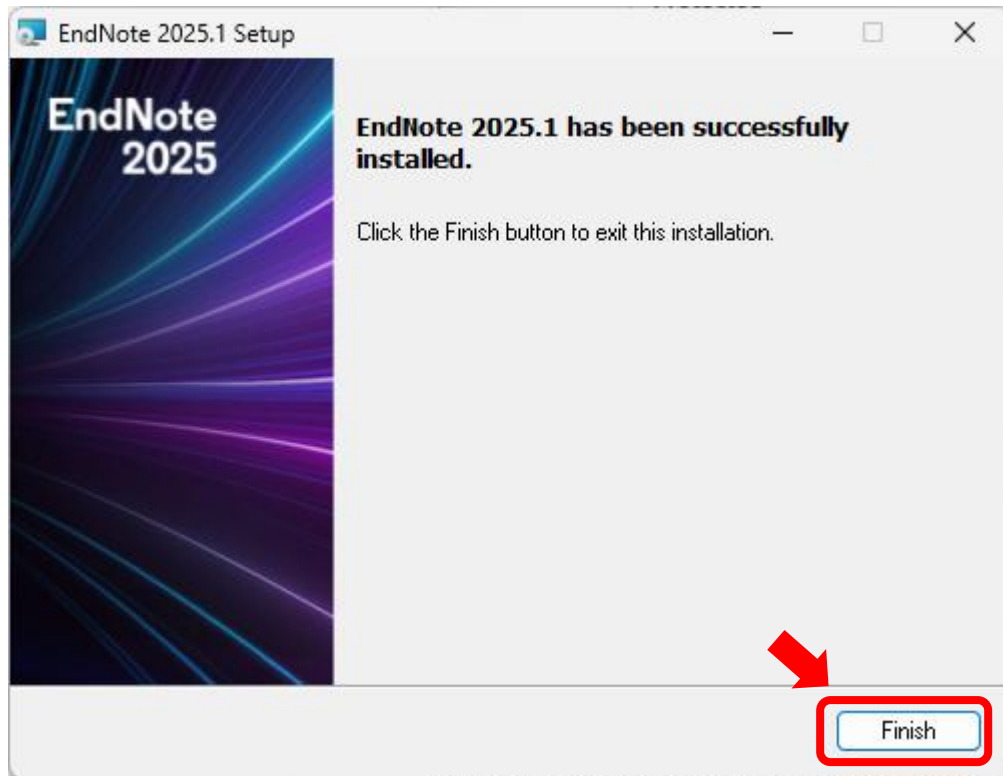 EndNote 2025.1 Setup
EndNote
2025
EndNote 2025.1 has been successfully
installed.
Click the Finish button to exit this installation.
Finish